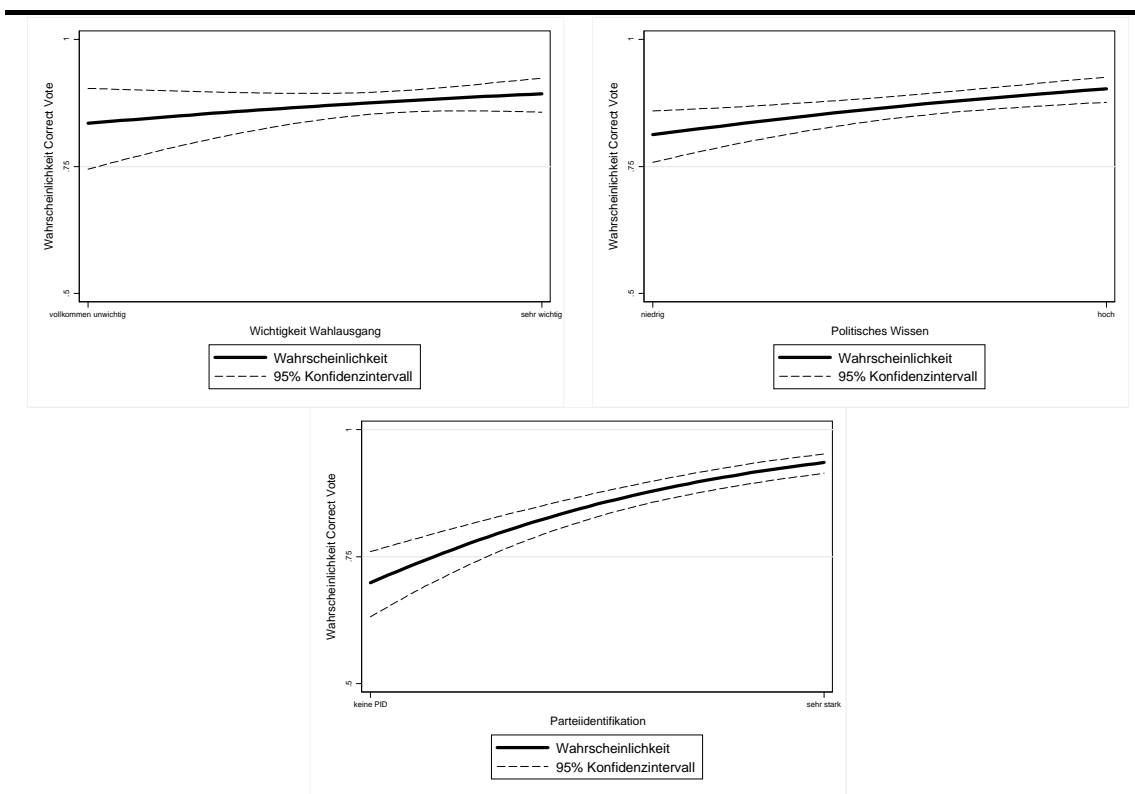 Wahrscheinlichkeit Correct Vote
1
.75
.5
vollkommen unwichtig sehr wichtig
Wichtigkeit Wahlausgang
Wahrscheinlichkeit
95% Konfidenzintervall
Wahrscheinlichkeit Correct Vote
1
.75
.5
niedrig hoch
Politisches Wissen
Wahrscheinlichkeit
95% Konfidenzintervall
Wahrscheinlichkeit Correct Vote
1
.75
.5
keine PID sehr stark
Parteiidentifikation
Wahrscheinlichkeit
95% Konfidenzintervall